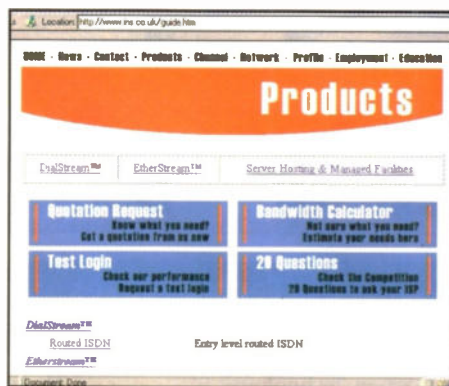 Location: http://www.ins.co.uk/guide.htm
HOME · News · Contact · Products · Channel · Network · Profile · Employment · Education
Products
DialStream™ EtherStream™ Server Hosting & Managed Facilities
Quotation Request
Know what you need?
Get a quotation from us now
Bandwidth Calculator
Not sure what you need?
Estimate your needs here
Test Login
Check our performance
Request a test login
20 Questions
Check the Competition
20 Questions to ask your ISP
DialStream™
Routed ISDN Entry level routed ISDN
Etherstream™
Document: Done